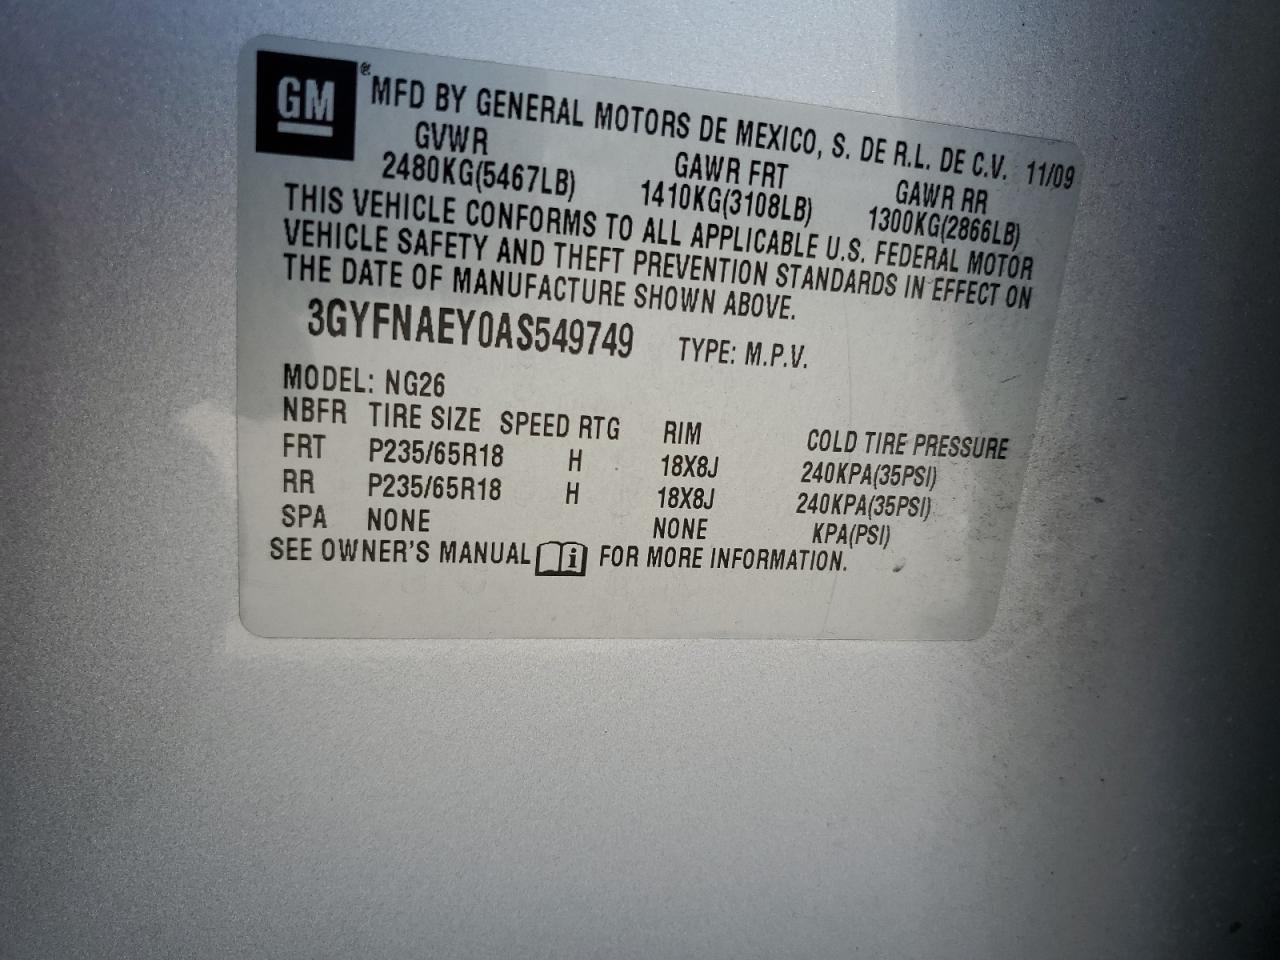 GM ® MFD BY GENERAL MOTORS DE MEXICO, S. DE R.L. DE C.V. 11/09
GVWR GAWR FRT GAWR RR
2480KG(5467LB) 1410KG(3108LB) 1300KG(2866LB)
THIS VEHICLE CONFORMS TO ALL APPLICABLE U.S. FEDERAL MOTOR
VEHICLE SAFETY AND THEFT PREVENTION STANDARDS IN EFFECT ON
THE DATE OF MANUFACTURE SHOWN ABOVE.
3GYFNAEY0AS549749 TYPE: M.P.V.
MODEL: NG26
NBFR TIRE SIZE SPEED RTG RIM COLD TIRE PRESSURE
FRT P235/65R18 H 18X8J 240KPA(35PSI)
RR P235/65R18 H 18X8J 240KPA(35PSI)
SPA NONE NONE KPA(PSI)
SEE OWNER'S MANUAL i FOR MORE INFORMATION.